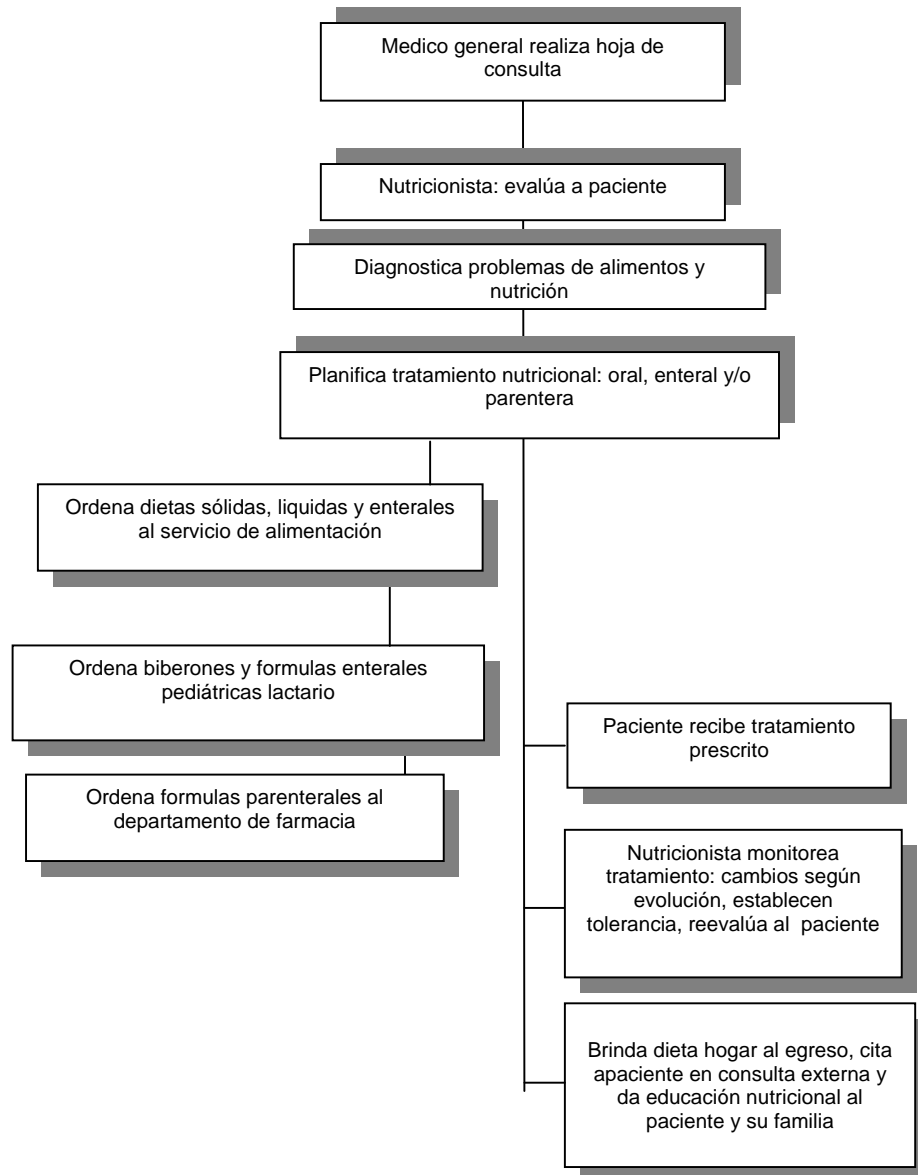 Medico general realiza hoja de
consulta
Nutricionista: evalúa a paciente
Diagnostica problemas de alimentos y
nutrición
Planifica tratamiento nutricional: oral, enteral y/o
parentera
Ordena dietas sólidas, liquidas y enterales
al servicio de alimentación
Ordena biberones y formulas enterales
pediátricas lactario
Ordena formulas parenterales al
departamento de farmacia
Paciente recibe tratamiento
prescrito
Nutricionista monitorea
tratamiento: cambios según
evolución, establecen
tolerancia, reevalúa al paciente
Brinda dieta hogar al egreso, cita
apaciente en consulta externa y
da educación nutricional al
paciente y su familia